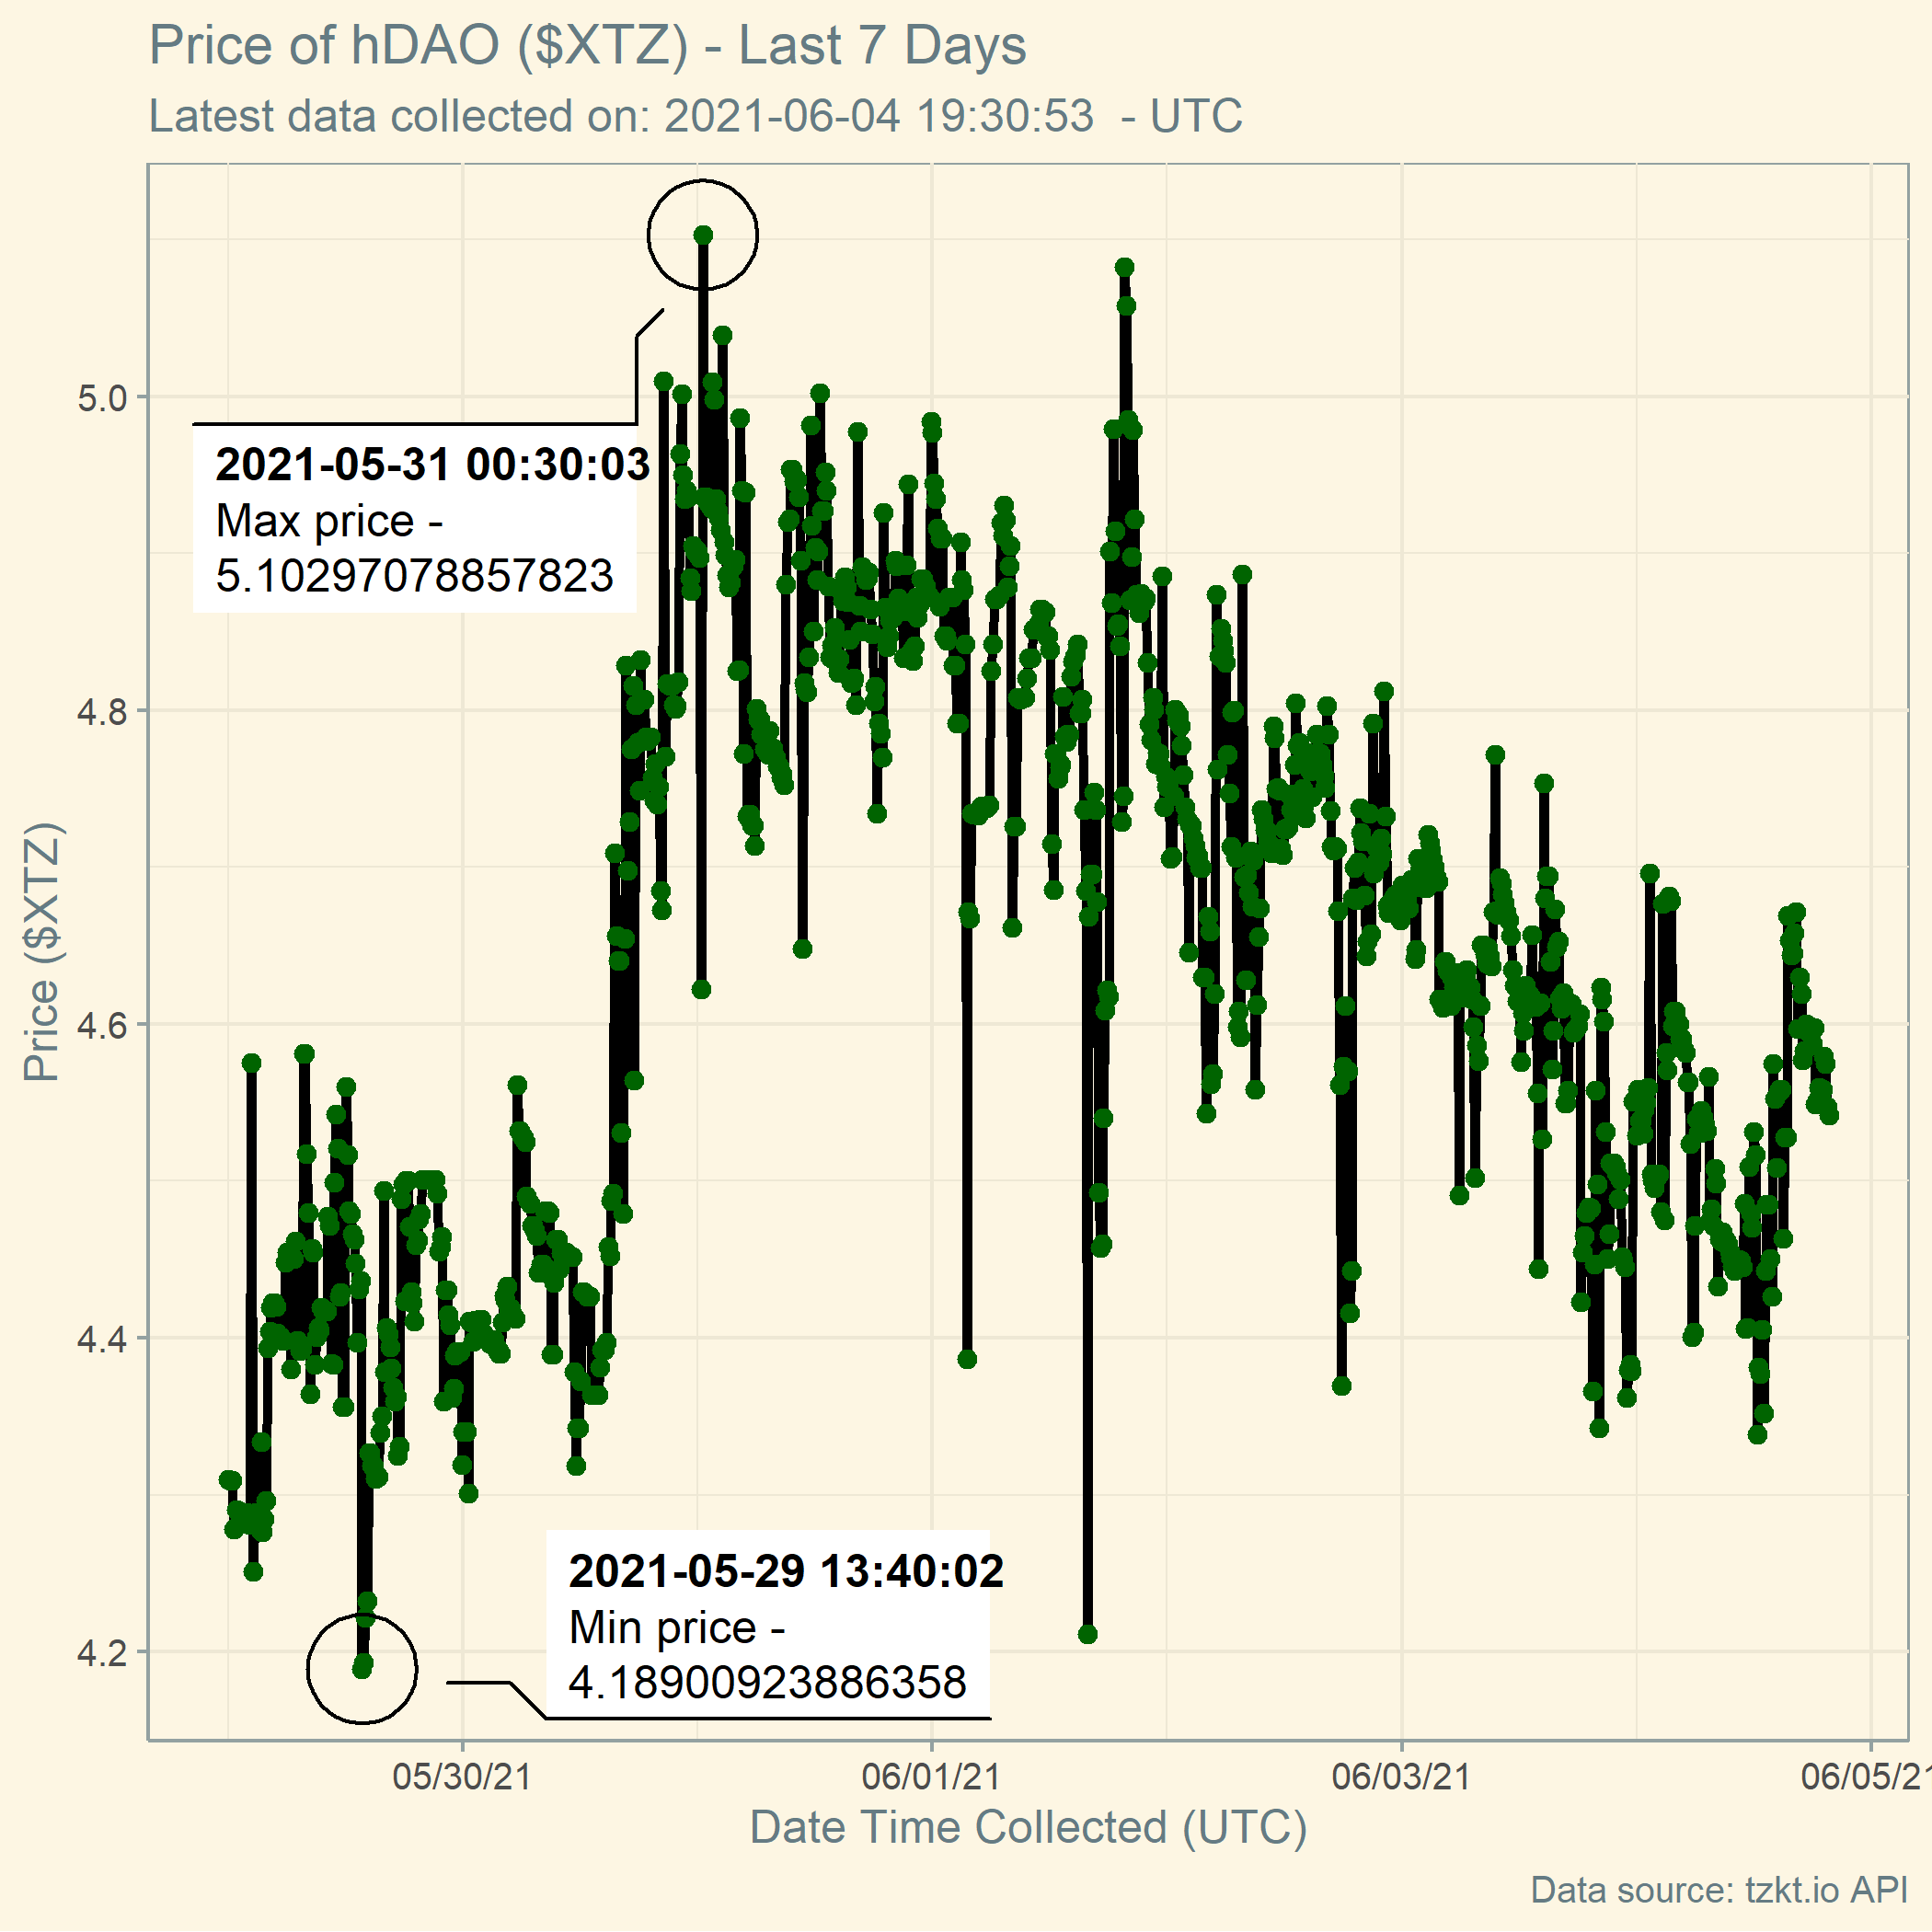 Price of hDAO ($XTZ) - Last 7 Days
Latest data collected on: 2021-06-04 19:30:53  - UTC
Price ($XTZ)
5.0
4.8
4.6
4.4
4.2
2021-05-31 00:30:03
Max price -
5.10297078857823
2021-05-29 13:40:02
Min price -
4.18900923886358
05/30/21
06/01/21
06/03/21
06/05/21
Date Time Collected (UTC)
Data source: tzkt.io API